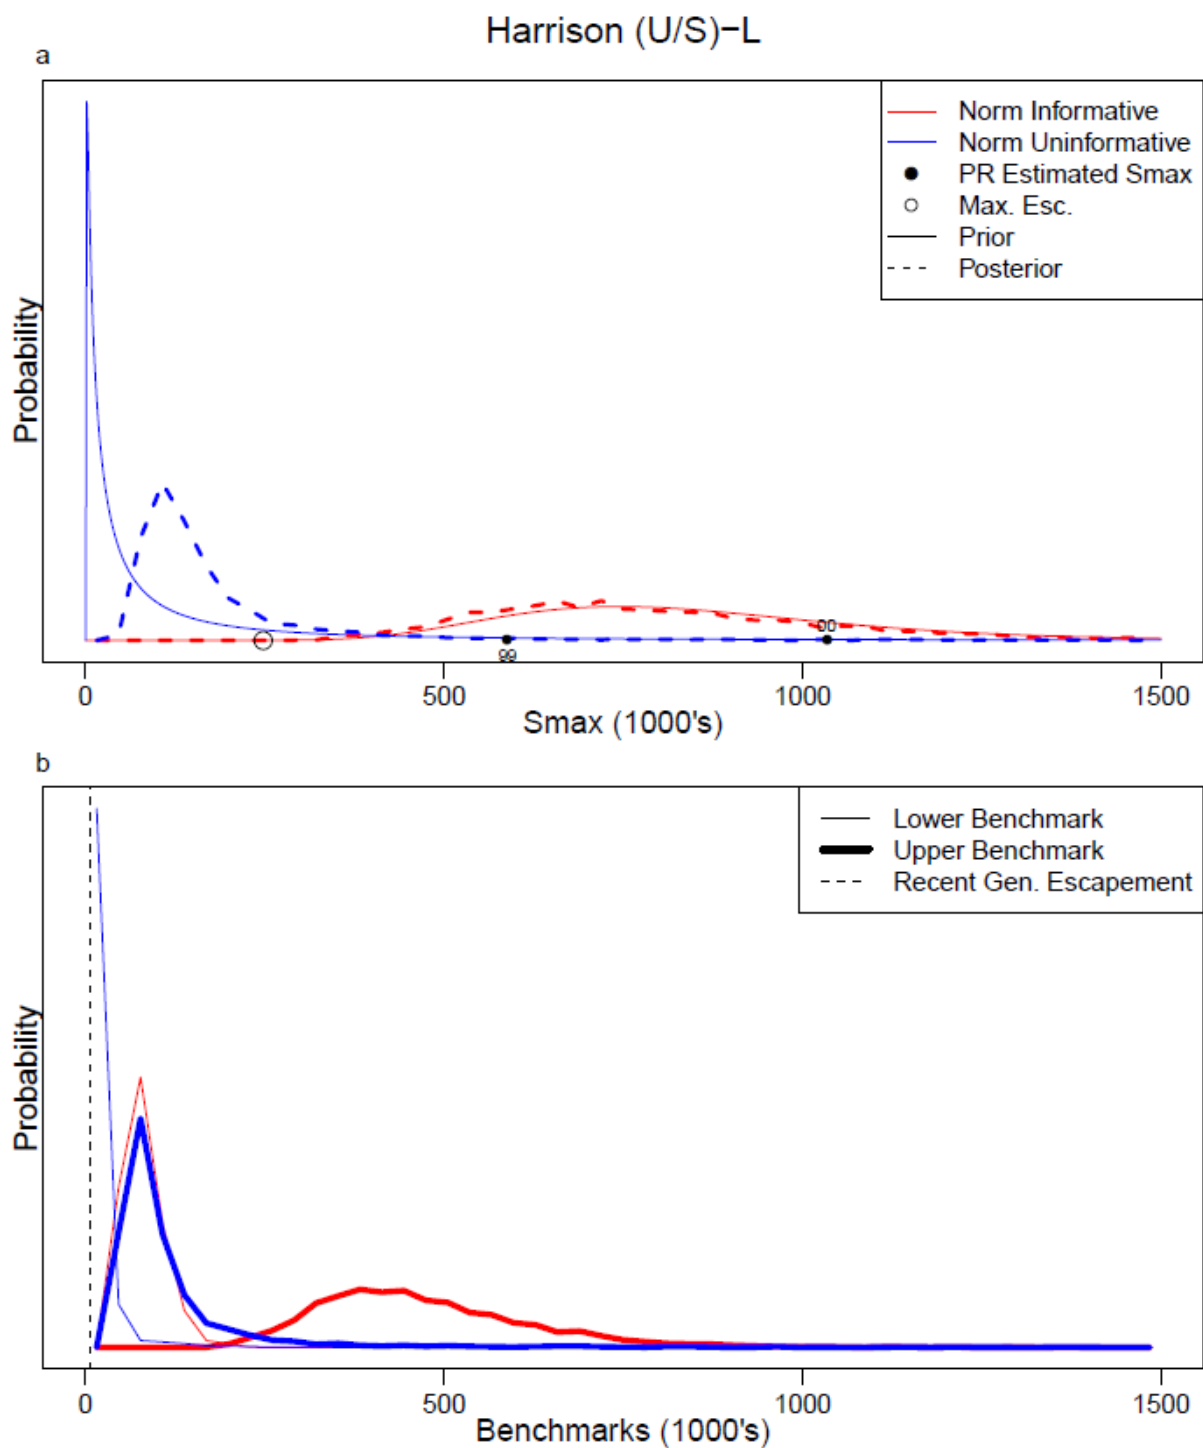 Harrison (U/S)−L
a
Norm Informative
Norm Uninformative
PR Estimated Smax
Max. Esc.
Prior
Posterior
Probability
00
99
0 500 1000 1500
Smax (1000's)
b
Lower Benchmark
Upper Benchmark
Recent Gen. Escapement
Probability
0 500 1000 1500
Benchmarks (1000's)